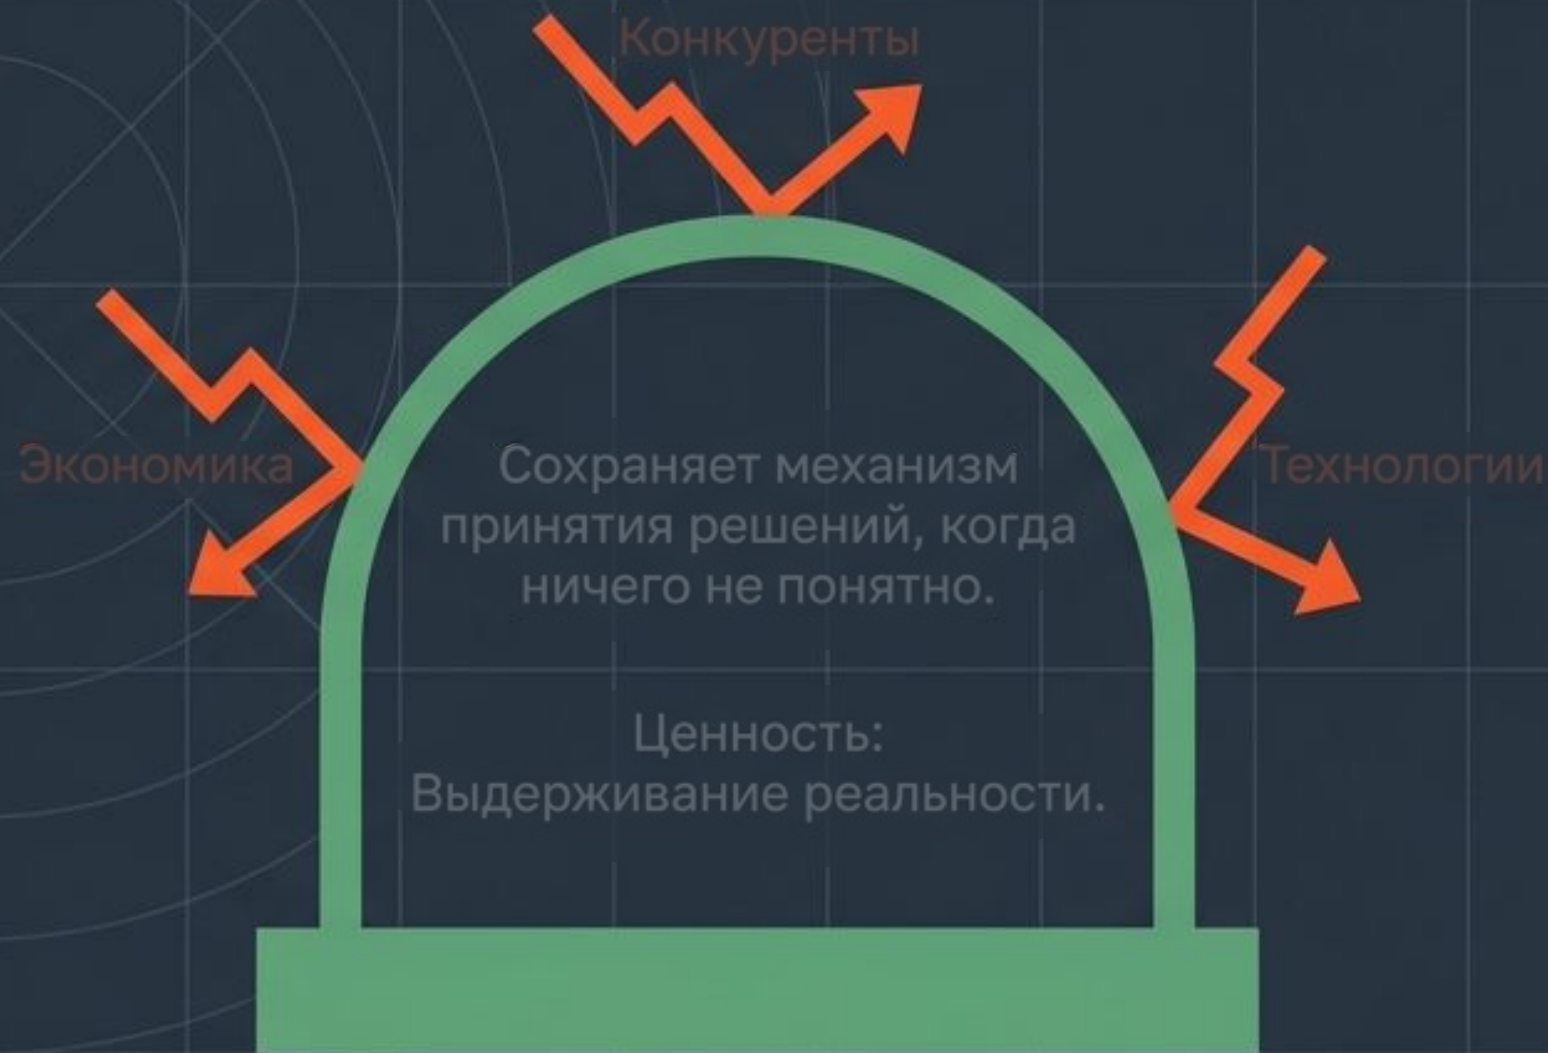 Конкуренты
Экономика
Технологии
Сохраняет механизм
принятия решений, когда
ничего не понятно.
Ценность:
Выдерживание реальности.